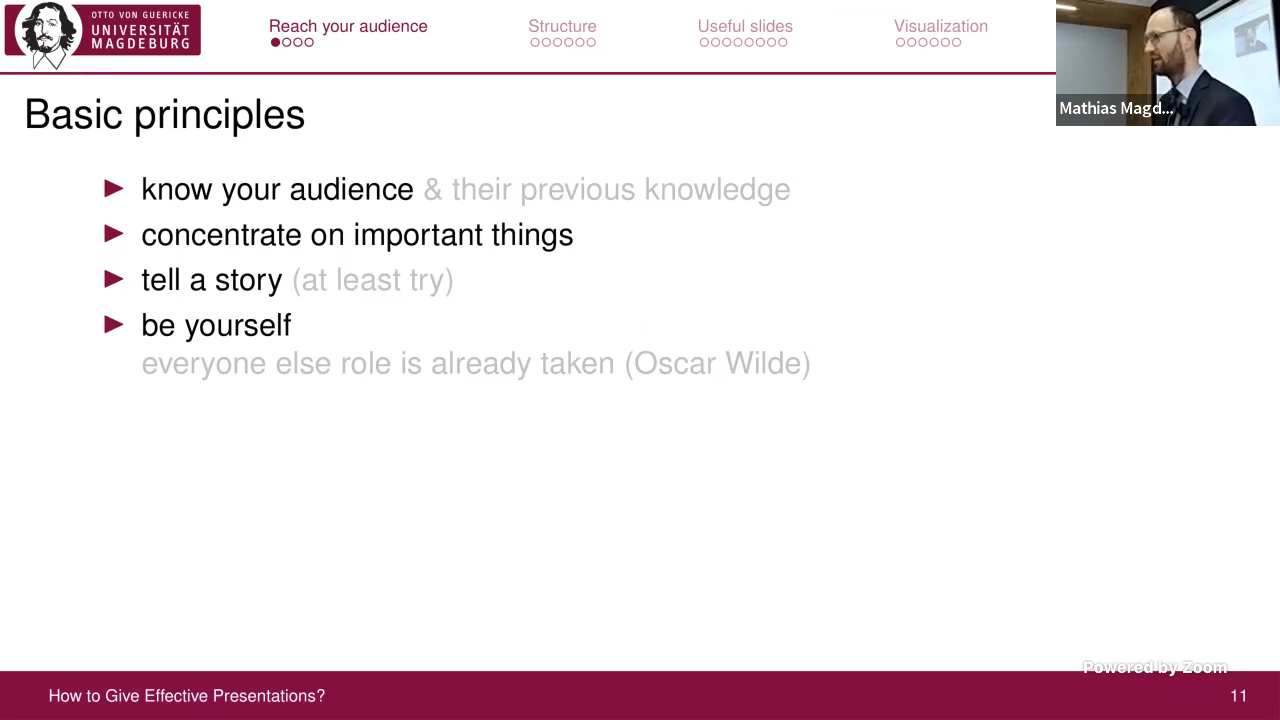 OTTO VON GUERICKE
UNIVERSITÄT
MAGDEBURG
Reach your audience
Structure
Useful slides
Visualization
Mathias Magd...
Basic principles
know your audience & their previous knowledge
concentrate on important things
tell a story (at least try)
be yourself
everyone else role is already taken (Oscar Wilde)
Powered by Zoom
How to Give Effective Presentations?
11